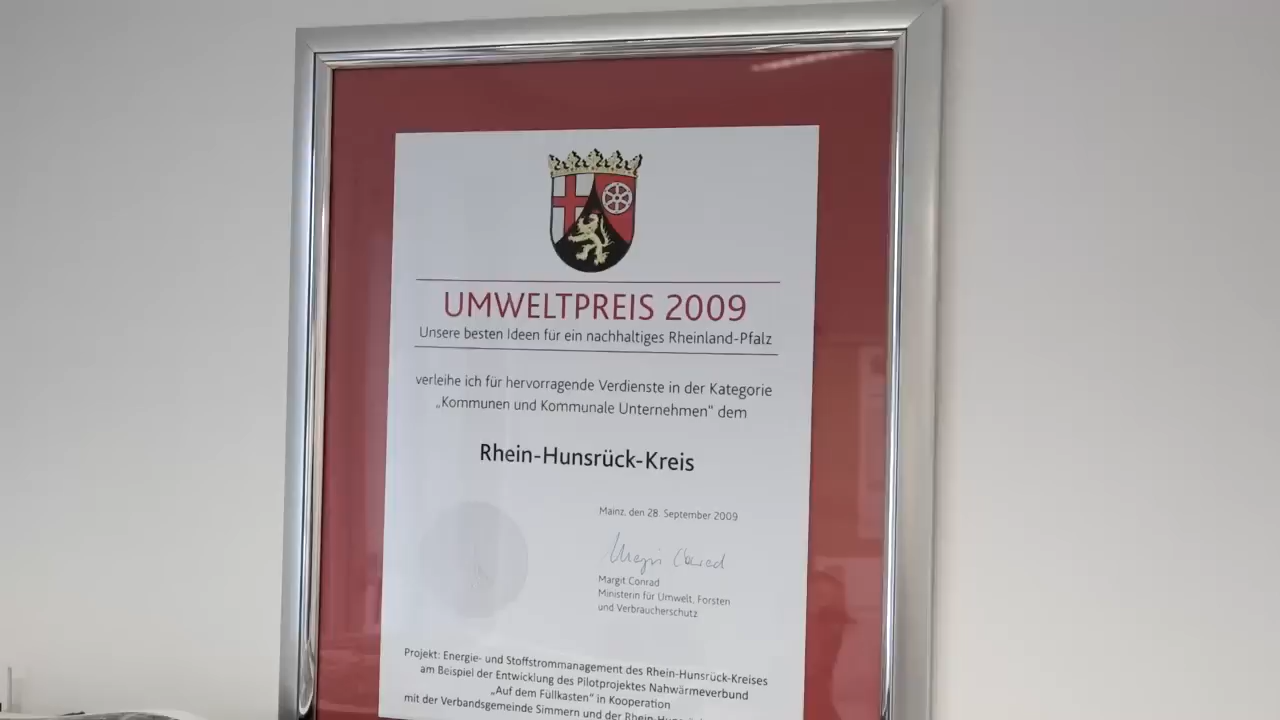 UMWELTPREIS 2009
Unsere besten Ideen für ein nachhaltiges Rheinland-Pfalz
verleihe ich für hervorragende Verdienste in der Kategorie
„Kommunen und Kommunale Unternehmen" dem
Rhein-Hunsrück-Kreis
Mainz, den 28. September 2009
Margit Conrad
Margit Conrad
Ministerin für Umwelt, Forsten
und Verbraucherschutz
Projekt: Energie- und Stoffstrommanagement des Rhein-Hunsrück-Kreises
am Beispiel der Entwicklung des Pilotprojektes Nahwärmeverbund
„Auf dem Füllkasten" in Kooperation
mit der Verbandsgemeinde Simmern und der